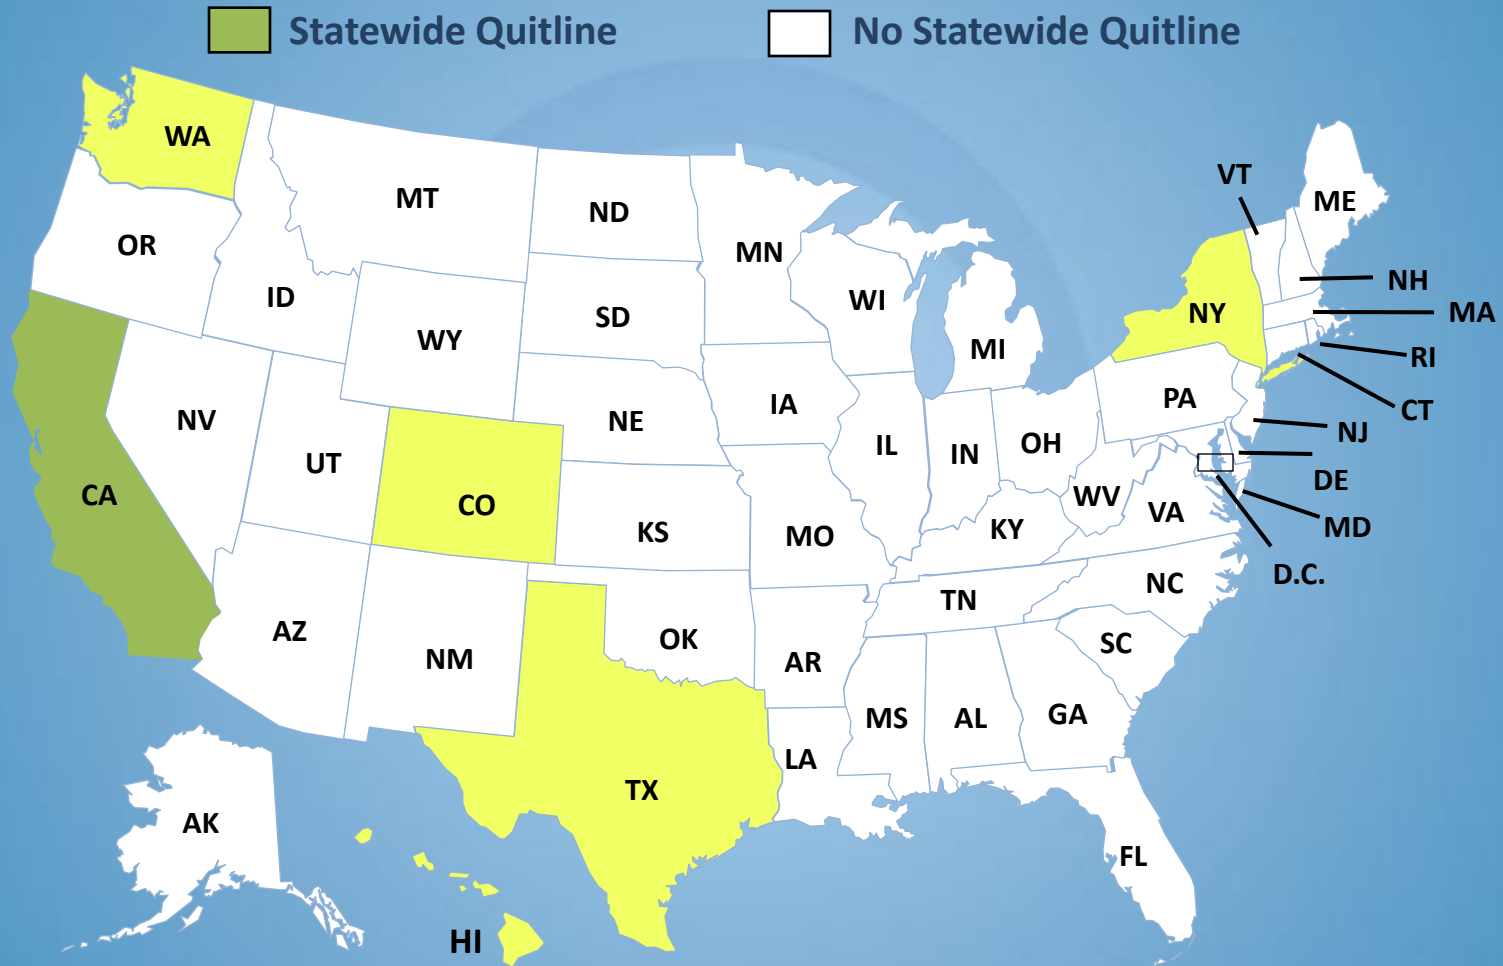 Statewide Quitline
No Statewide Quitline
WA
MT
ND
MN
VT
ME
OR
ID
SD
WI
NH
WY
MI
NY
MA
RI
NV
NE
IA
PA
CT
UT
IL
IN
OH
NJ
CA
CO
KS
MO
WV
VA
DE
KY
MD
D.C.
AZ
NM
OK
TN
NC
AR
SC
MS
AL
GA
TX
LA
AK
FL
HI